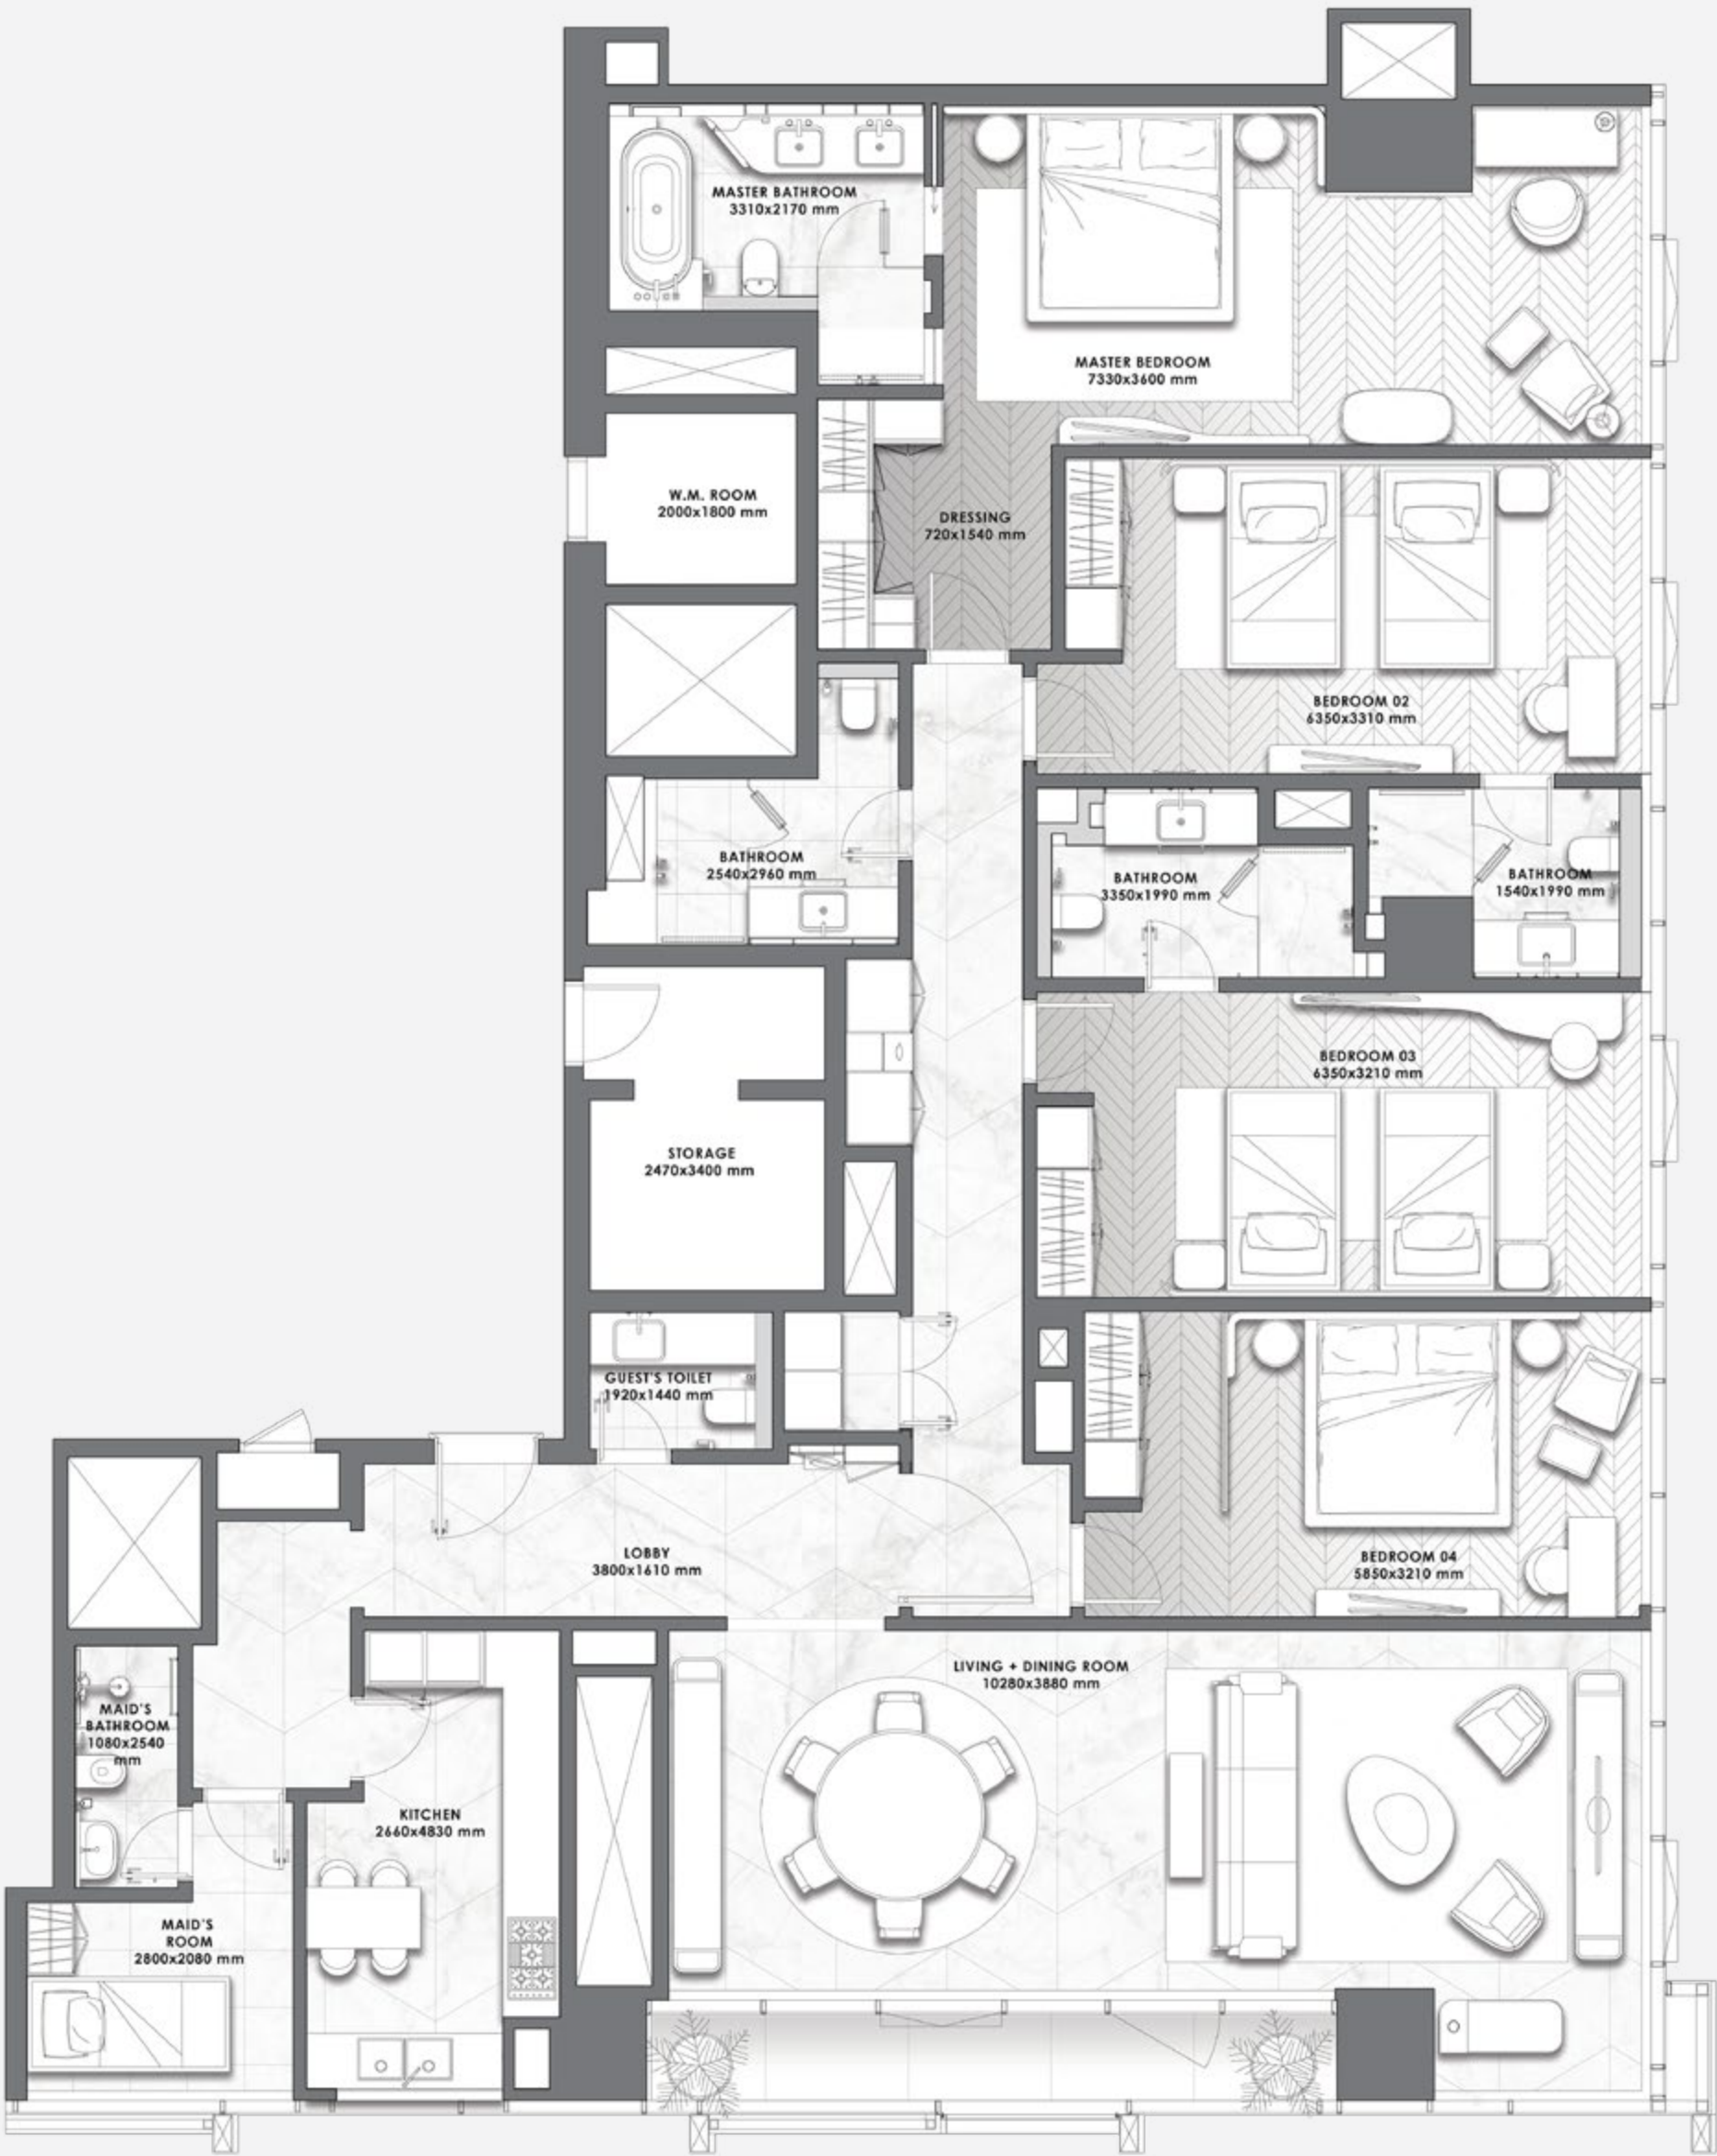 MASTER BATHROOM
3310x2170 mm
MASTER BEDROOM
7330x3600 mm
W.M. ROOM
2000x1800 mm
DRESSING
720x1540 mm
BEDROOM 02
6350x3310 mm
BATHROOM
2540x2960 mm
BATHROOM
3350x1990 mm
BATHROOM
1540x1990 mm
BEDROOM 03
6350x3210 mm
STORAGE
2470x3400 mm
GUEST'S TOILET
1920x1440 mm
LOBBY
3800x1610 mm
BEDROOM 04
5850x3210 mm
LIVING + DINING ROOM
10280x3880 mm
MAID'S
BATHROOM
1080x2540
mm
KITCHEN
2660x4830 mm
MAID'S
ROOM
2800x2080 mm